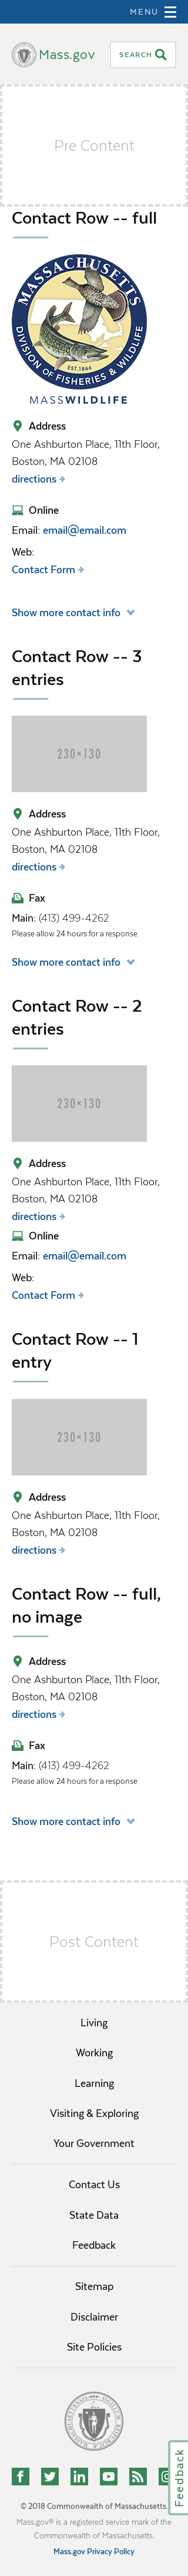 MENU
Mass.gov
SEARCH
Pre Content
Contact Row -- full
MASSACHUSETTS
DIVISION OF FISHERIES & WILDLIFE
EST.1866
MASSWILDLIFE
Address
One Ashburton Place, 11th Floor,
Boston, MA 02108
directions
Online
Email: email@email.com
Web:
Contact Form
Show more contact info
Contact Row -- 3
entries
230×130
Address
One Ashburton Place, 11th Floor,
Boston, MA 02108
directions
Fax
Main: (413) 499-4262
Please allow 24 hours for a response
Show more contact info
Contact Row -- 2
entries
230×130
Address
One Ashburton Place, 11th Floor,
Boston, MA 02108
directions
Online
Email: email@email.com
Web:
Contact Form
Contact Row -- 1
entry
230×130
Address
One Ashburton Place, 11th Floor,
Boston, MA 02108
directions
Contact Row -- full,
no image
Address
One Ashburton Place, 11th Floor,
Boston, MA 02108
directions
Fax
Main: (413) 499-4262
Please allow 24 hours for a response
Show more contact info
Post Content
Living
Working
Learning
Visiting & Exploring
Your Government
Contact Us
State Data
Feedback
Sitemap
Disclaimer
Site Policies
Feedback
© 2018 Commonwealth of Massachusetts.
Mass.gov® is a registered service mark of the
Commonwealth of Massachusetts.
Mass.gov Privacy Policy